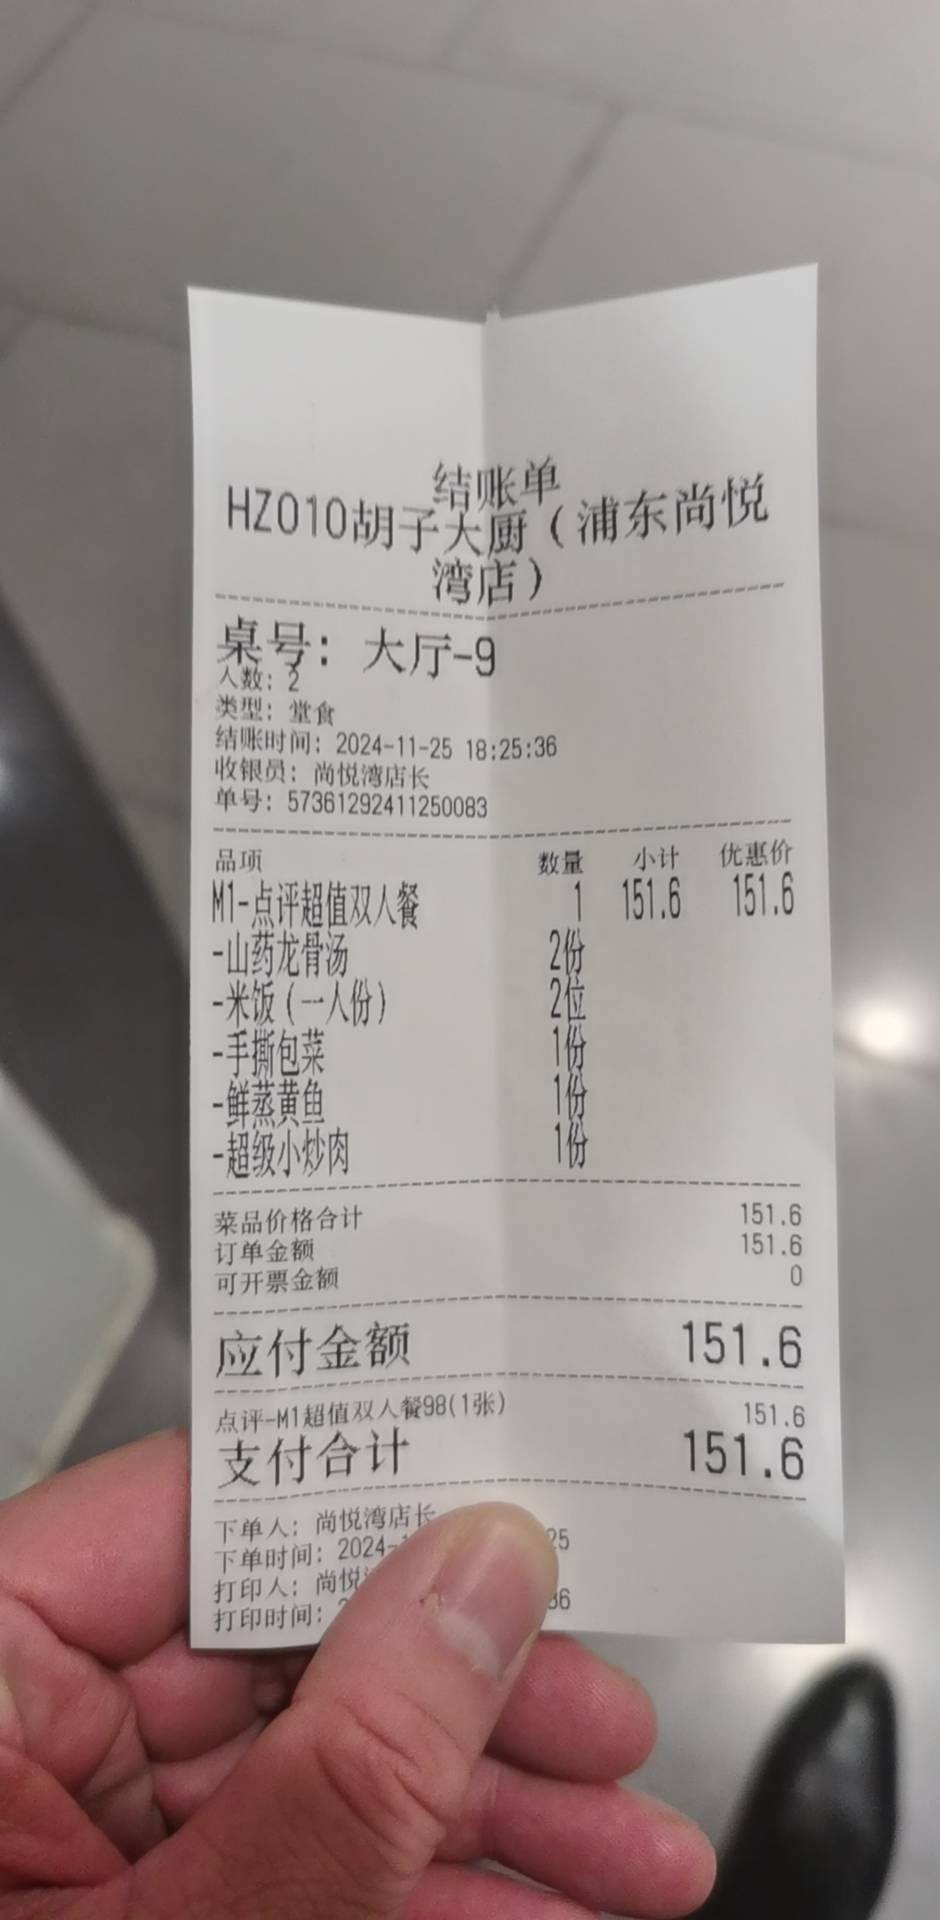 结账单
HZ010胡子大厨（浦东尚悦
湾店）
桌号：大厅-9
人数：2
类型：堂食
结账时间：2024-11-25 18:25:36
收银员：尚悦湾店长
单号：57361292411250083
品项 数量 小计 优惠价
M1-点评超值双人餐 1 151.6 151.6
-山药龙骨汤 2份
-米饭（一人份） 2位
-手撕包菜 1份
-鲜蒸黄鱼 1份
-超级小炒肉 1份
菜品价格合计 151.6
订单金额 151.6
可开票金额 0
应付金额 151.6
点评-M1超值双人餐98(1张) 151.6
支付合计 151.6
下单人：尚悦湾店长
下单时间：2024- 25
打印人：尚悦
打印时间： 36